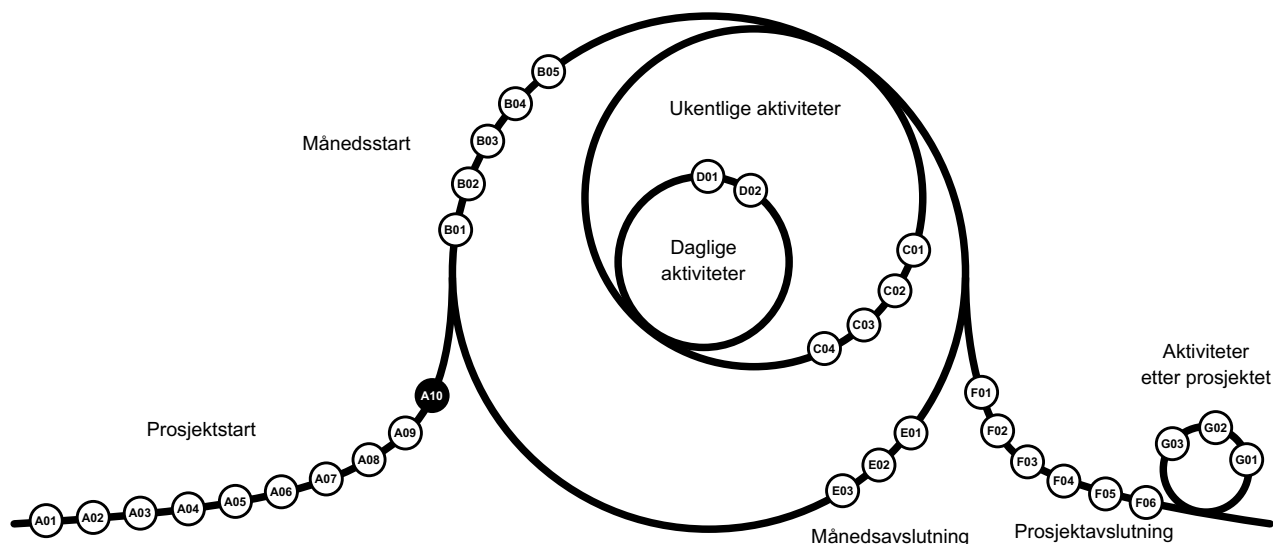 B05
B04
Ukentlige aktiviteter
Månedsstart
B03
B02
D01
D02
B01
Daglige
aktiviteter
C01
C02
C03
C04
Aktiviteter
etter prosjektet
A10
F01
Prosjektstart
A09
E01
F02
G02
G03
G01
A08
E02
F03
A07
F04
A06
E03
F05
A05
F06
A04
A03
A02
A01
Månedsavslutning
Prosjektavslutning